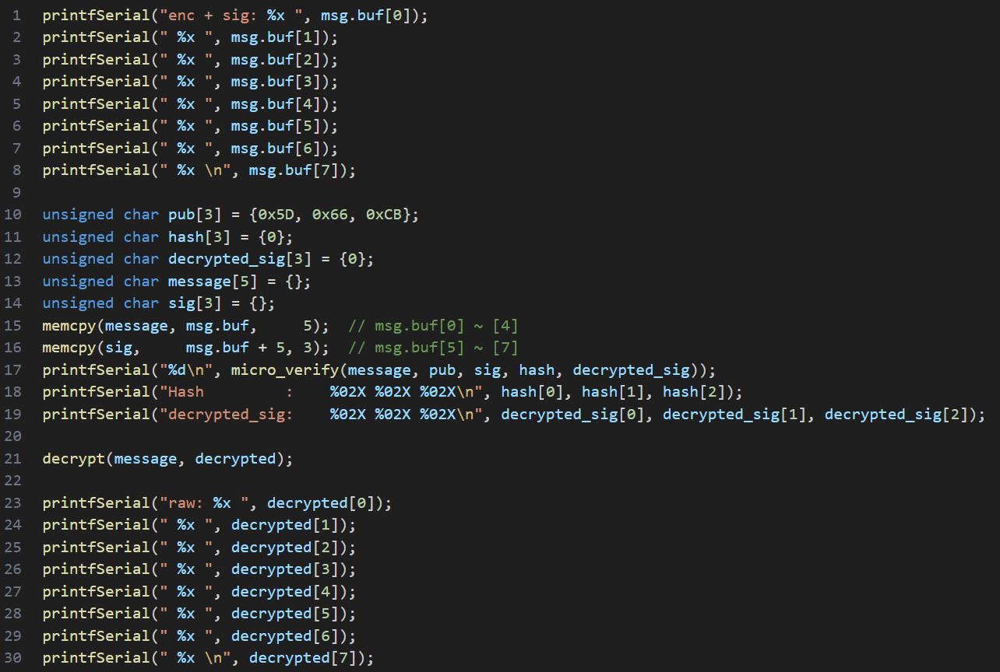 1 printfSerial("enc + sig: %x ", msg.buf[0]);
2 printfSerial(" %x ", msg.buf[1]);
3 printfSerial(" %x ", msg.buf[2]);
4 printfSerial(" %x ", msg.buf[3]);
5 printfSerial(" %x ", msg.buf[4]);
6 printfSerial(" %x ", msg.buf[5]);
7 printfSerial(" %x ", msg.buf[6]);
8 printfSerial(" %x \n", msg.buf[7]);
9
10 unsigned char pub[3] = {0x5D, 0x66, 0xCB};
11 unsigned char hash[3] = {0};
12 unsigned char decrypted_sig[3] = {0};
13 unsigned char message[5] = {};
14 unsigned char sig[3] = {};
15 memcpy(message, msg.buf,     5);  // msg.buf[0] ~ [4]
16 memcpy(sig,     msg.buf + 5, 3);  // msg.buf[5] ~ [7]
17 printfSerial("%d\n", micro_verify(message, pub, sig, hash, decrypted_sig));
18 printfSerial("Hash         :    %02X %02X %02X\n", hash[0], hash[1], hash[2]);
19 printfSerial("decrypted_sig:    %02X %02X %02X\n", decrypted_sig[0], decrypted_sig[1], decrypted_sig[2]);
20
21 decrypt(message, decrypted);
22
23 printfSerial("raw: %x ", decrypted[0]);
24 printfSerial(" %x ", decrypted[1]);
25 printfSerial(" %x ", decrypted[2]);
26 printfSerial(" %x ", decrypted[3]);
27 printfSerial(" %x ", decrypted[4]);
28 printfSerial(" %x ", decrypted[5]);
29 printfSerial(" %x ", decrypted[6]);
30 printfSerial(" %x \n", decrypted[7]);